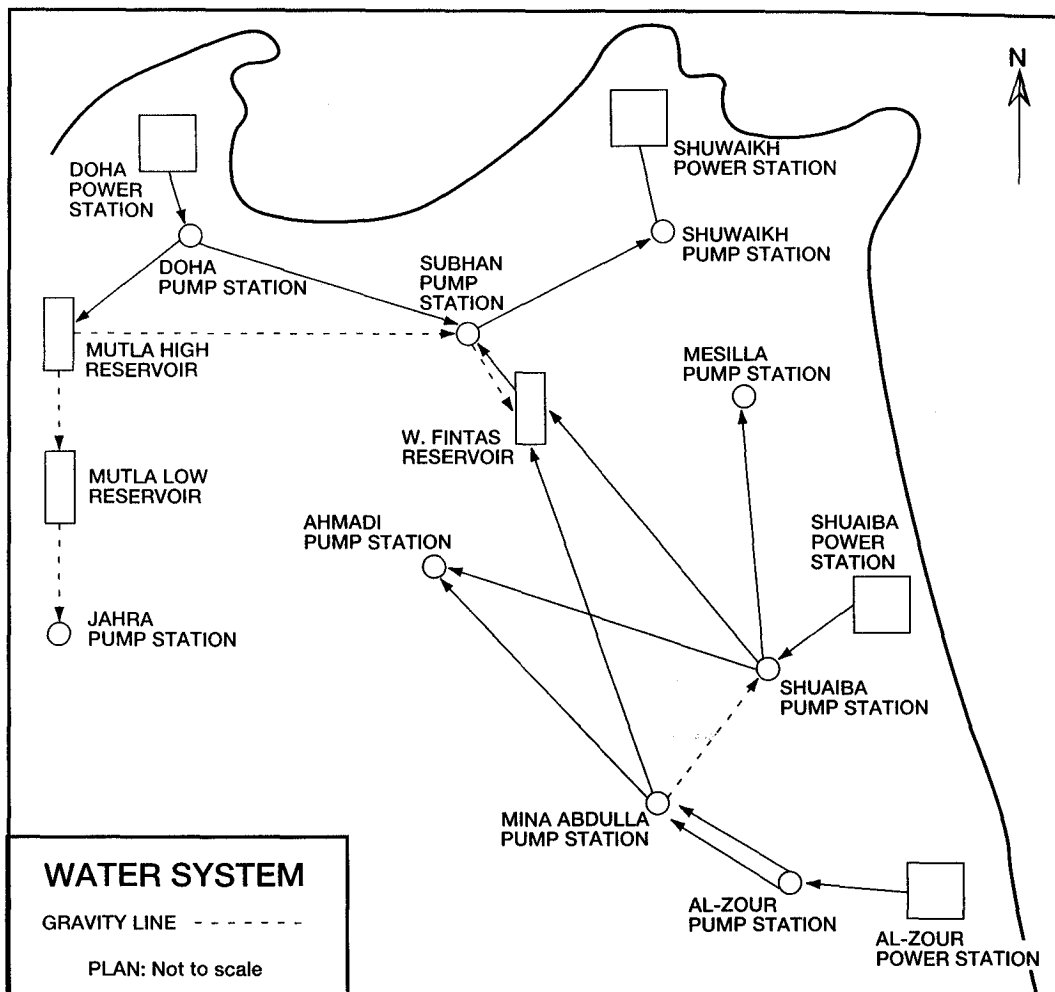 N
DOHA
POWER
STATION
SHUWAIKH
POWER STATION
DOHA
PUMP STATION
SUBHAN
PUMP
STATION
SHUWAIKH
PUMP STATION
MUTLA HIGH
RESERVOIR
MESILLA
PUMP STATION
W. FINTAS
RESERVOIR
MUTLA LOW
RESERVOIR
AHMADI
PUMP STATION
SHUAIBA
POWER
STATION
JAHRA
PUMP STATION
SHUAIBA
PUMP STATION
MINA ABDULLA
PUMP STATION
AL-ZOUR
PUMP STATION
AL-ZOUR
POWER STATION
WATER SYSTEM
GRAVITY LINE
PLAN: Not to scale